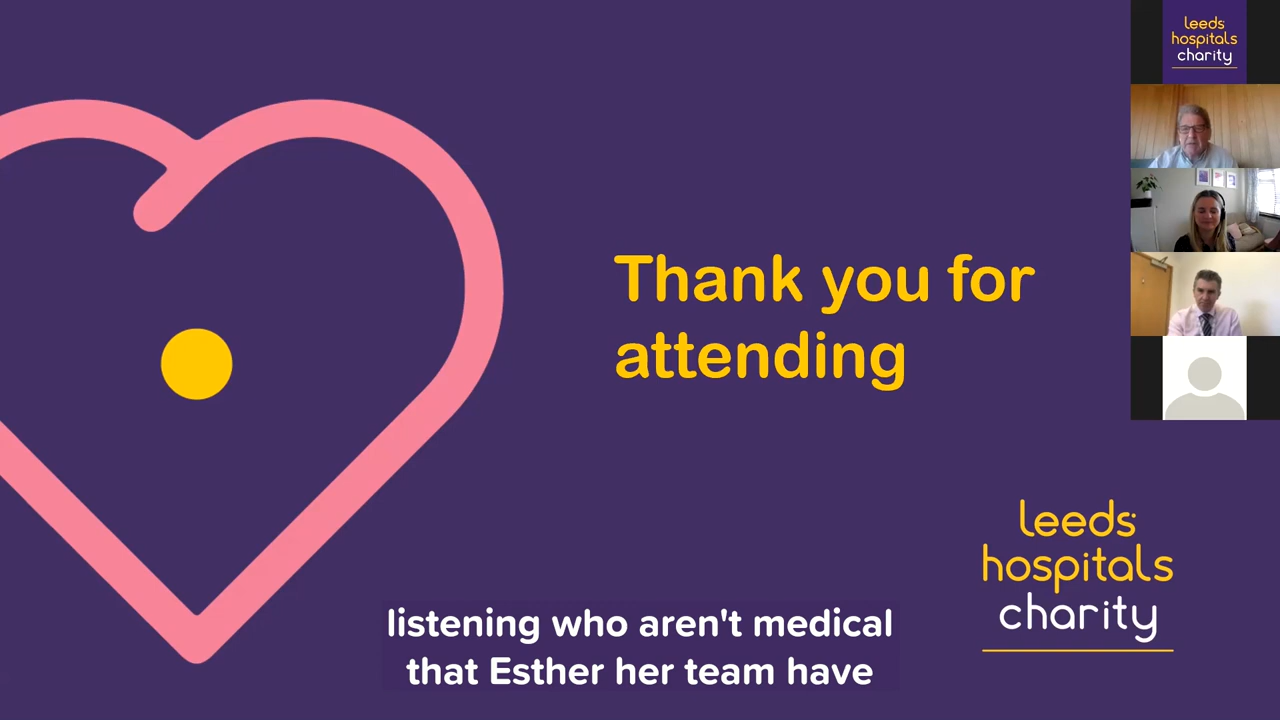 Thank you for
attending
leeds
hospitals
charity
leeds
hospitals
charity
listening who aren't medical
that Esther her team have